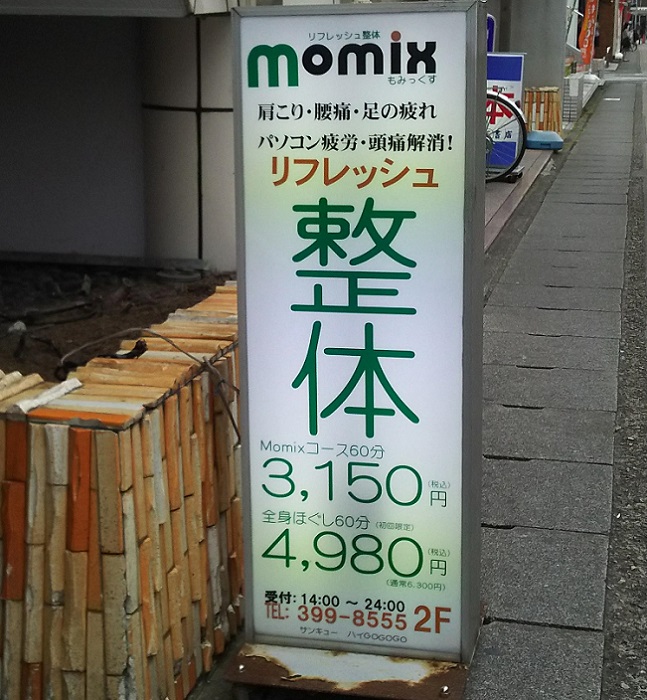 リフレッシュ整体
momix
もみっくす
肩こり・腰痛・足の疲れ
パソコン疲労・頭痛解消!
リフレッシュ
整体
Momixコース60分
3,150円(税込)
全身ほぐし60分(初回限定)
4,980円(税込)
(通常6,300円)
受付:14:00 〜 24:00
TEL: 399-8555 2F
サンキュー ハイGOGOGO
本